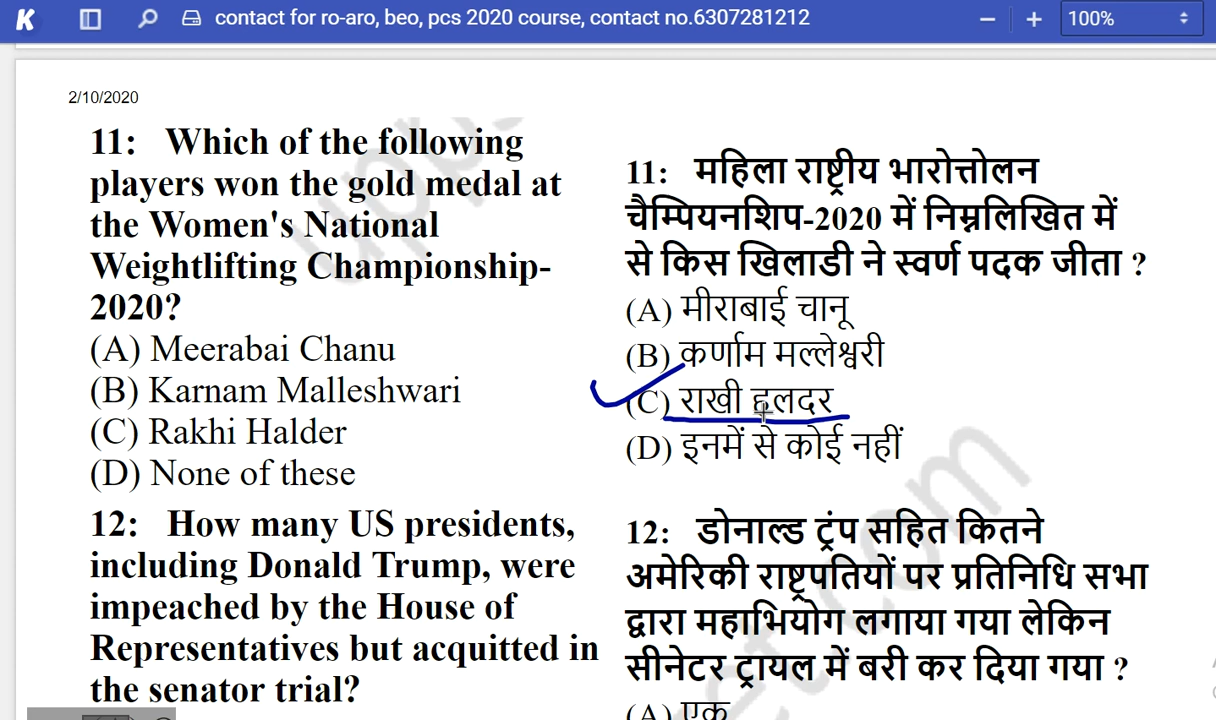 K contact for ro-aro, beo, pcs 2020 course, contact no.6307281212 100%
2/10/2020
11: Which of the following
players won the gold medal at
the Women's National
Weightlifting Championship-
2020?
(A) Meerabai Chanu
(B) Karnam Malleshwari
(C) Rakhi Halder
(D) None of these
12: How many US presidents,
including Donald Trump, were
impeached by the House of
Representatives but acquitted in
the senator trial?
11: महिला राष्ट्रीय भारोत्तोलन
चैम्पियनशिप-2020 में निम्नलिखित में
से किस खिलाडी ने स्वर्ण पदक जीता ?
(A) मीराबाई चानू
(B) कर्णाम मल्लेश्वरी
(C) राखी हलदर
(D) इनमें से कोई नहीं
12: डोनाल्ड ट्रंप सहित कितने
अमेरिकी राष्ट्रपतियों पर प्रतिनिधि सभा
द्वारा महाभियोग लगाया गया लेकिन
सीनेटर ट्रायल में बरी कर दिया गया ?
(A) एक